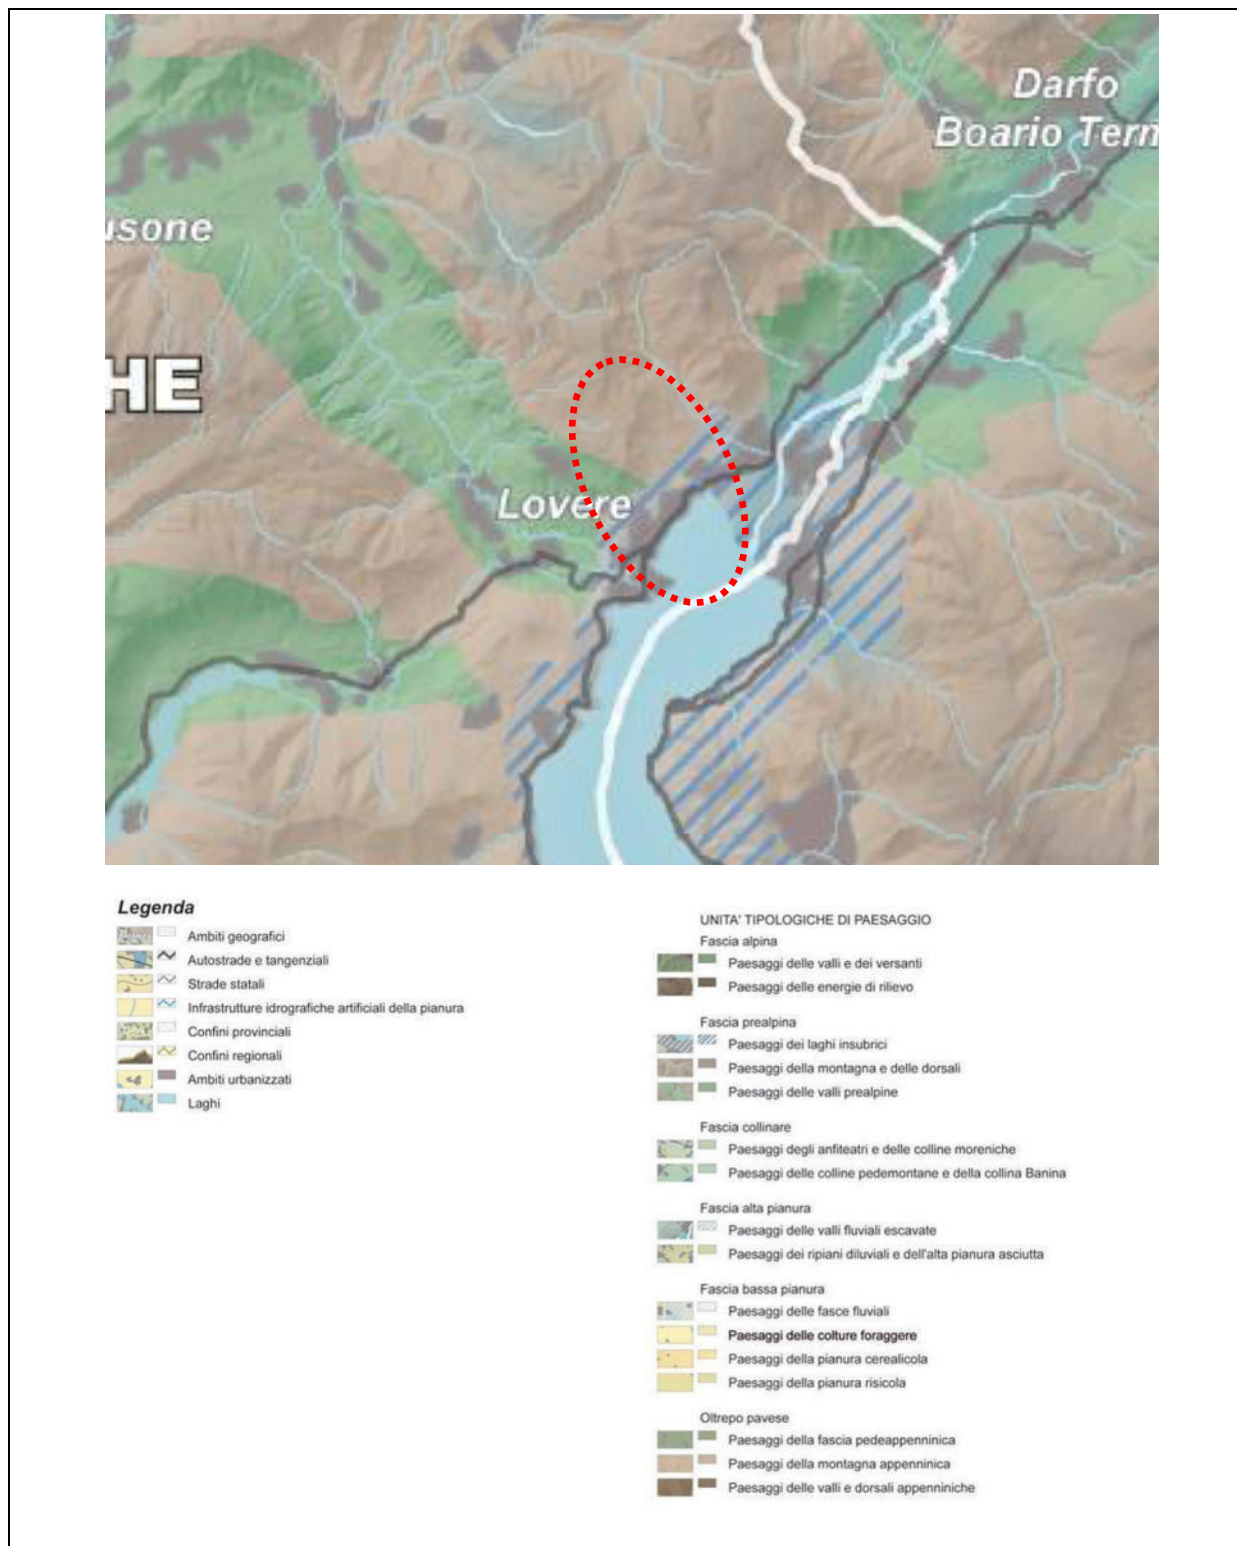 Darfo
Boario Term
usone
HE
Lovere
Legenda
Ambiti geografici
Autostrade e tangenziali
Strade statali
Infrastrutture idrografiche artificiali della pianura
Confini provinciali
Confini regionali
Ambiti urbanizzati
Laghi
UNITA' TIPOLOGICHE DI PAESAGGIO
Fascia alpina
Paesaggi delle valli e dei versanti
Paesaggi delle energie di rilievo
Fascia prealpina
Paesaggi dei laghi insubrici
Paesaggi della montagna e delle dorsali
Paesaggi delle valli prealpine
Fascia collinare
Paesaggi degli anfiteatri e delle colline moreniche
Paesaggi delle colline pedemontane e della collina Banina
Fascia alta pianura
Paesaggi delle valli fluviali escavate
Paesaggi dei ripiani diluviali e dell'alta pianura asciutta
Fascia bassa pianura
Paesaggi delle fasce fluviali
Paesaggi delle colture foraggere
Paesaggi della pianura cerealicola
Paesaggi della pianura risicola
Oltrepo pavese
Paesaggi della fascia pedeappenninica
Paesaggi della montagna appenninica
Paesaggi delle valli e dorsali appenniniche